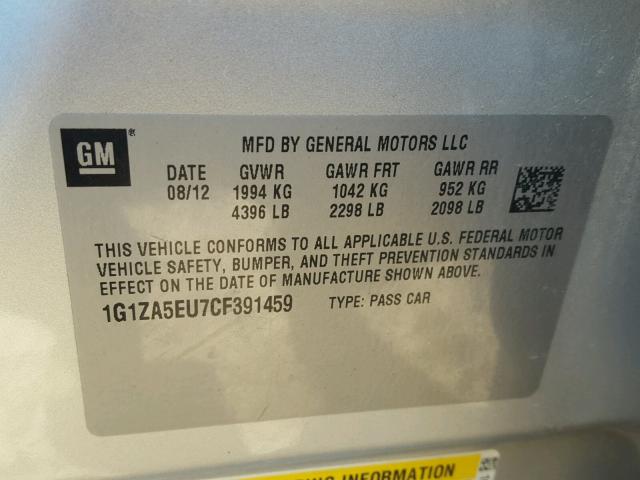 GM
MFD BY GENERAL MOTORS LLC
DATE GVWR GAWR FRT GAWR RR
08/12 1994 KG 1042 KG 952 KG
4396 LB 2298 LB 2098 LB
THIS VEHICLE CONFORMS TO ALL APPLICABLE U.S. FEDERAL MOTOR
VEHICLE SAFETY, BUMPER, AND THEFT PREVENTION STANDARDS IN
EFFECT ON THE DATE OF MANUFACTURE SHOWN ABOVE.
1G1ZA5EU7CF391459 TYPE: PASS CAR
INFORMATION